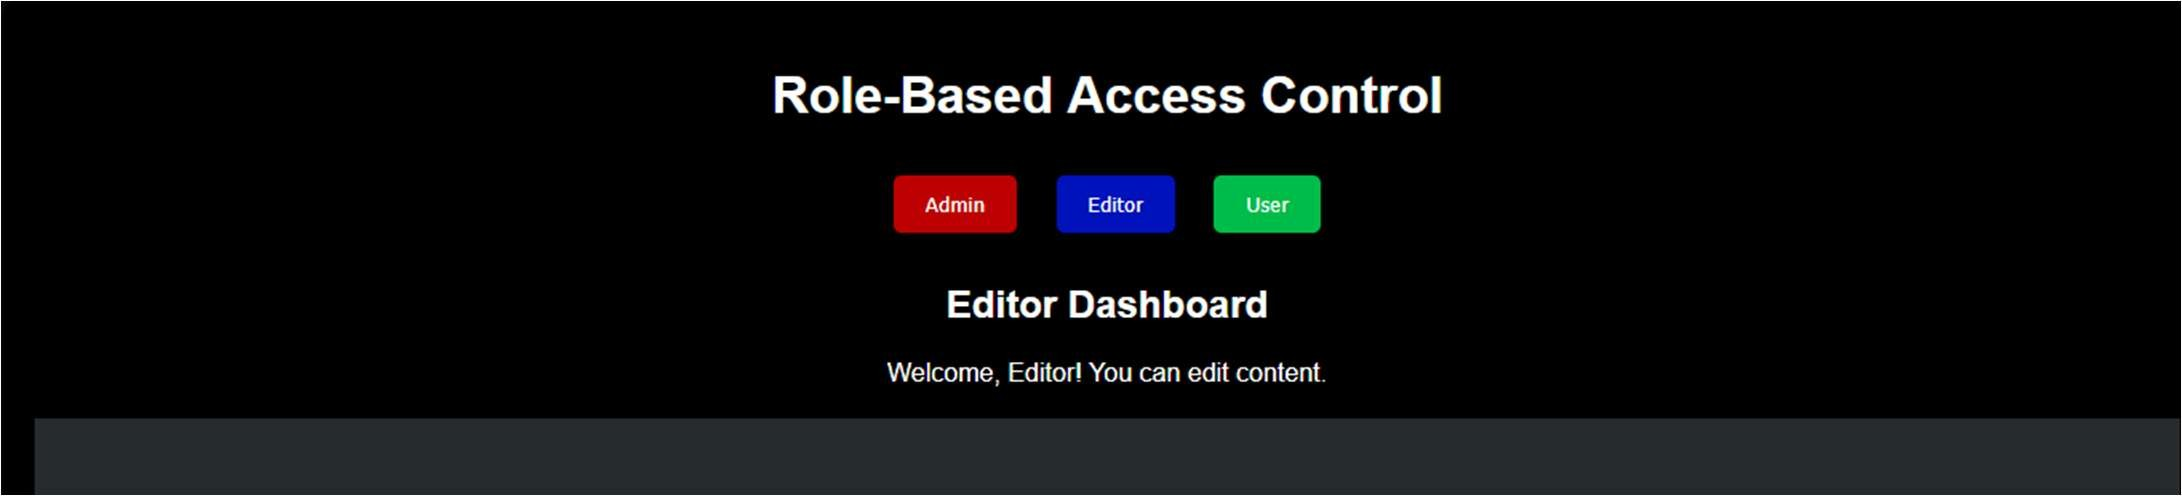 Role-Based Access Control
Admin Editor User
Editor Dashboard
Welcome, Editor! You can edit content.